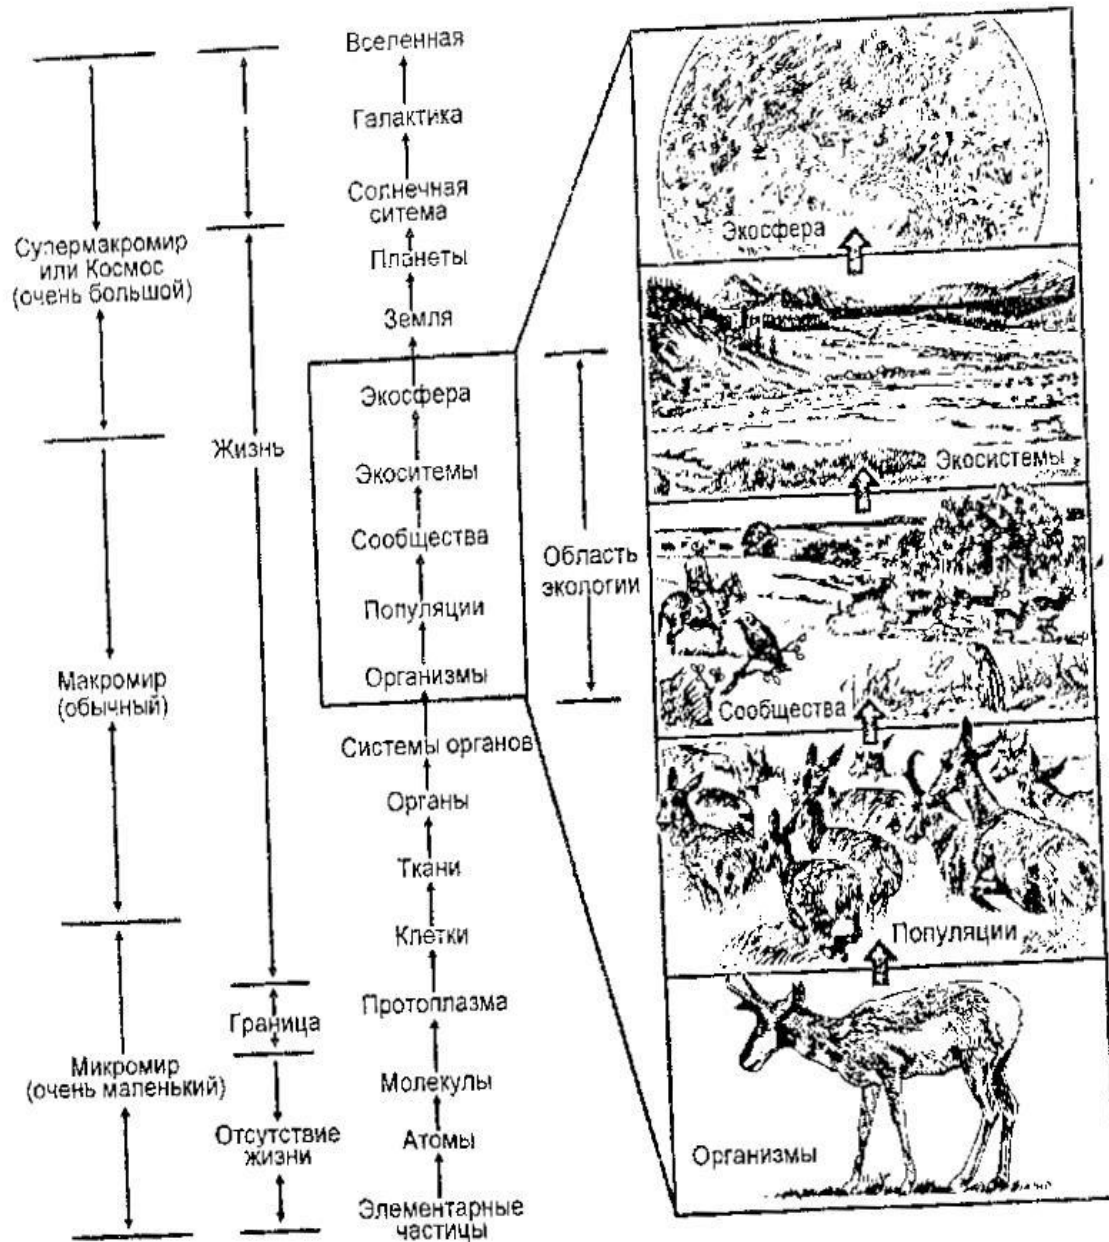 Вселенная
Галактика
Солнечная
ситема
Планеты
Земля
Экосфера
Экоситемы
Сообщества
Популяции
Организмы
Системы органов
Органы
Ткани
Клетки
Протоплазма
Молекулы
Атомы
Элементарные
частицы
Супермакромир
или Космос
(очень большой)
Макромир
(обычный)
Микромир
(очень маленький)
Жизнь
Граница
Отсутствие
жизни
Область
экологии
Экосфера
Экосистемы
Сообщества
Популяции
Организмы